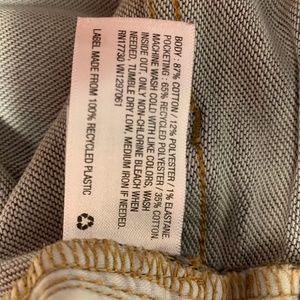 BODY : 87% COTTON / 12% POLYESTER / 1% ELASTANE.
POCKETING : 65% RECYCLED POLYESTER / 35% COTTON
MACHINE WASH COLD WITH LIKE COLORS, WASH
INSIDE OUT, ONLY NON-CHLORINE BLEACH WHEN
NEEDED, TUMBLE DRY LOW, MEDIUM IRON IF NEEDED.
RN17730 VN1297061
LABEL MADE FROM 100% RECYCLED
PLASTIC